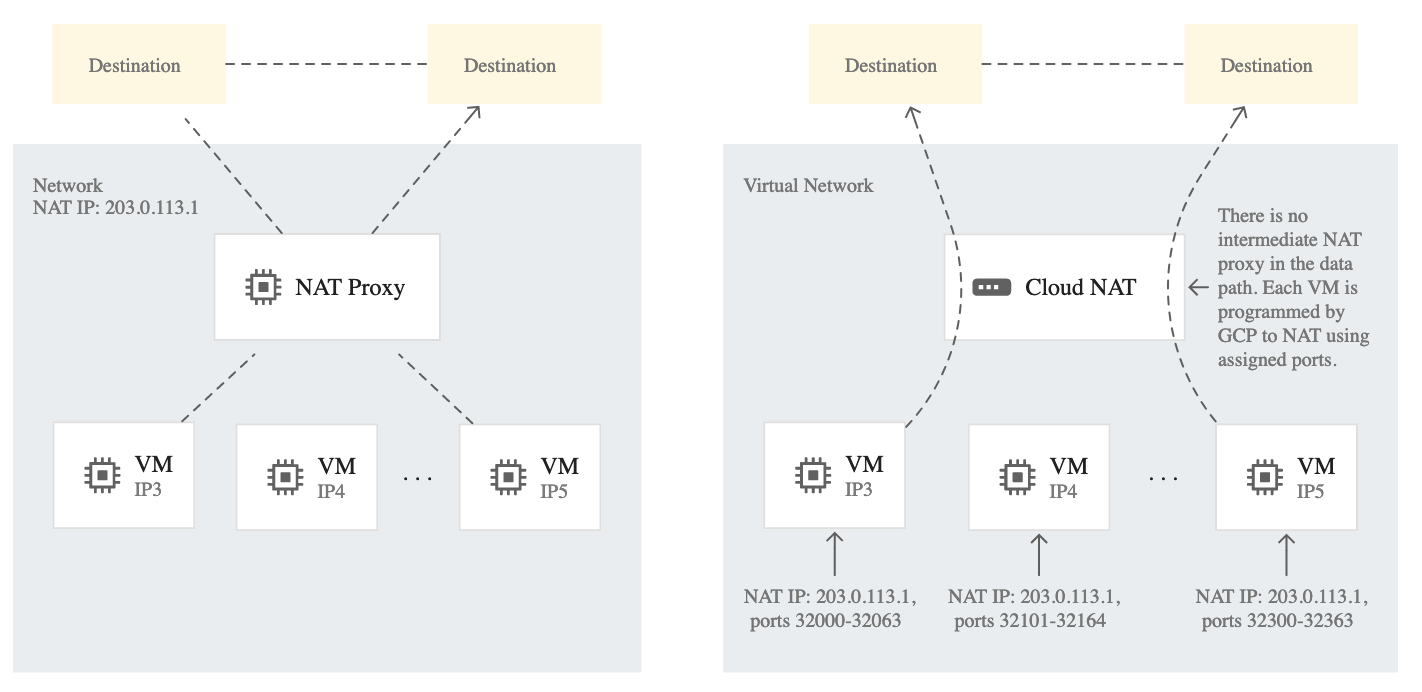 Destination
Destination
Network
NAT IP: 203.0.113.1
NAT Proxy
VM
IP3
VM
IP4
...
VM
IP5
Destination
Destination
Virtual Network
There is no
intermediate NAT
proxy in the data
path. Each VM is
programmed by
GCP to NAT using
assigned ports.
Cloud NAT
VM
IP3
VM
IP4
...
VM
IP5
NAT IP: 203.0.113.1,
ports 32000-32063
NAT IP: 203.0.113.1,
ports 32101-32164
NAT IP: 203.0.113.1,
ports 32300-32363